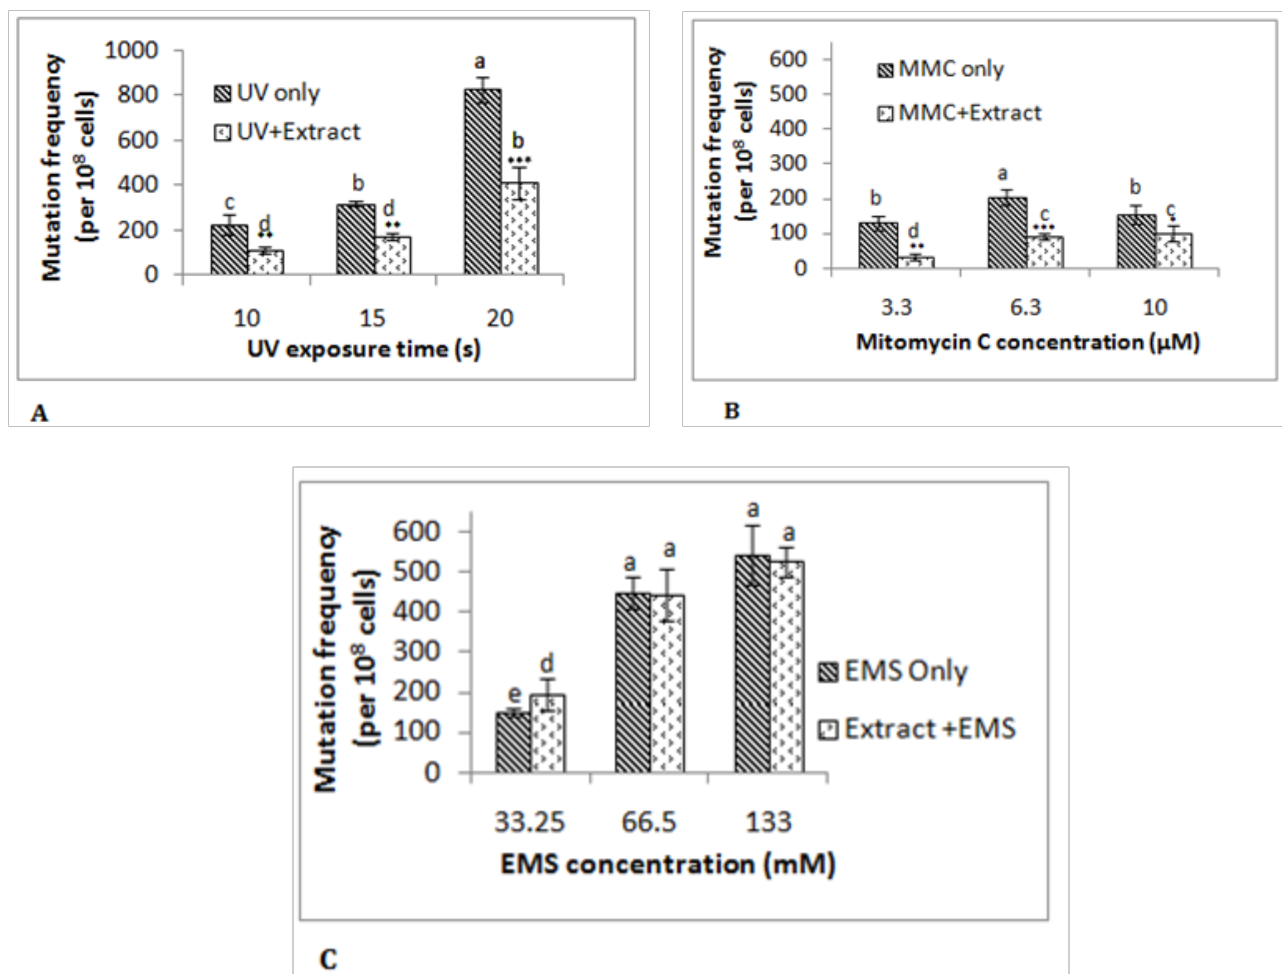 Mutation frequency
(per 10⁸ cells)
1000
800
600
400
200
0
UV only
UV+Extract
c
d
**
b
d
**
a
b
***
10 15 20
UV exposure time (s)
A
Mutation frequency
(per 10⁸ cells)
600
500
400
300
200
100
0
MMC only
MMC+Extract
b
d
**
a
c
***
b
c
*
3.3 6.3 10
Mitomycin C concentration (µM)
B
Mutation frequency
(per 10⁸ cells)
600
500
400
300
200
100
0
e
d
a
a
a
a
EMS Only
Extract +EMS
33.25 66.5 133
EMS concentration (mM)
C